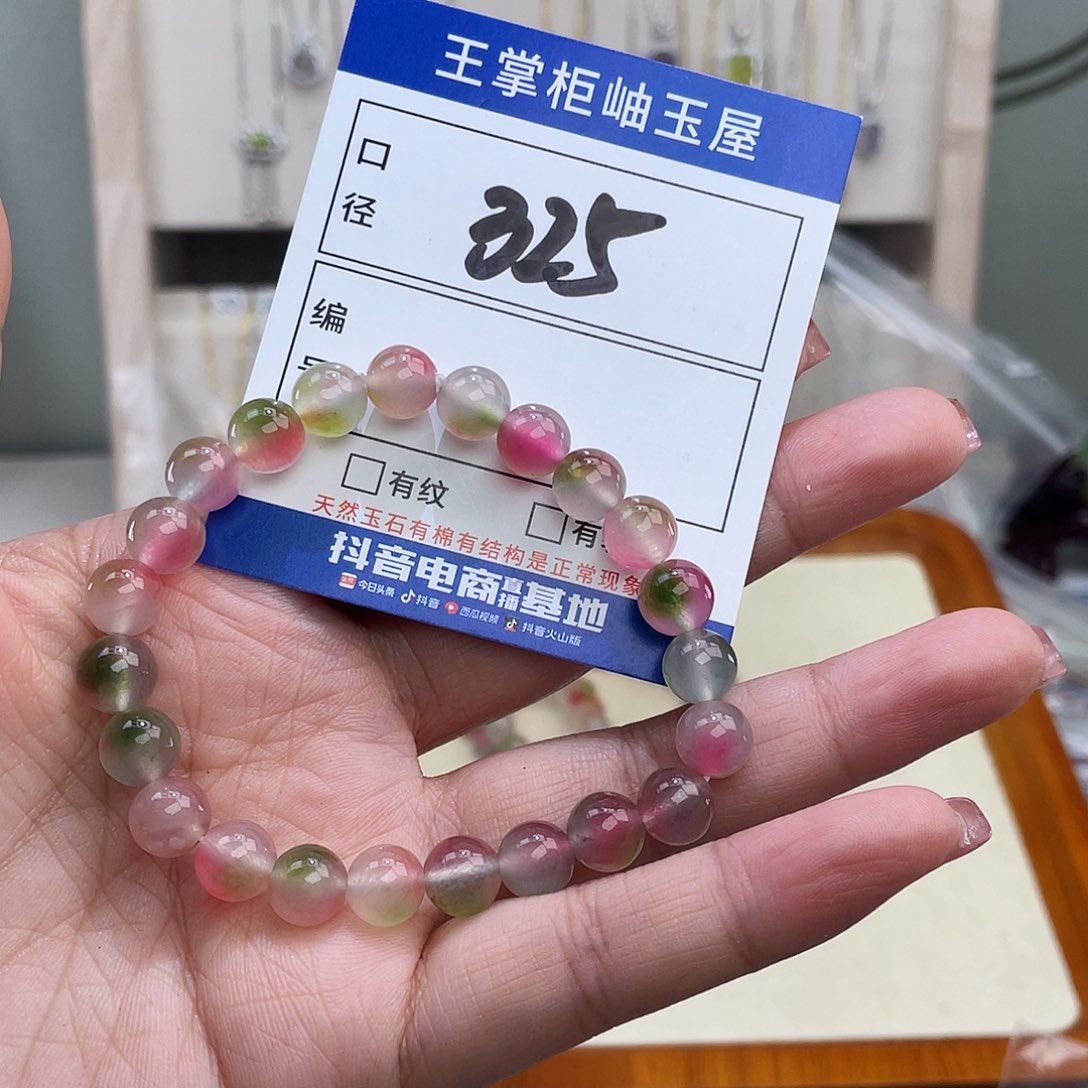 王掌柜岫玉屋
口径
325
编
有纹
有
天然玉石有棉有结构是正常现象
抖音电商直播基地
今日头条 抖音 西瓜视频 抖音火山版